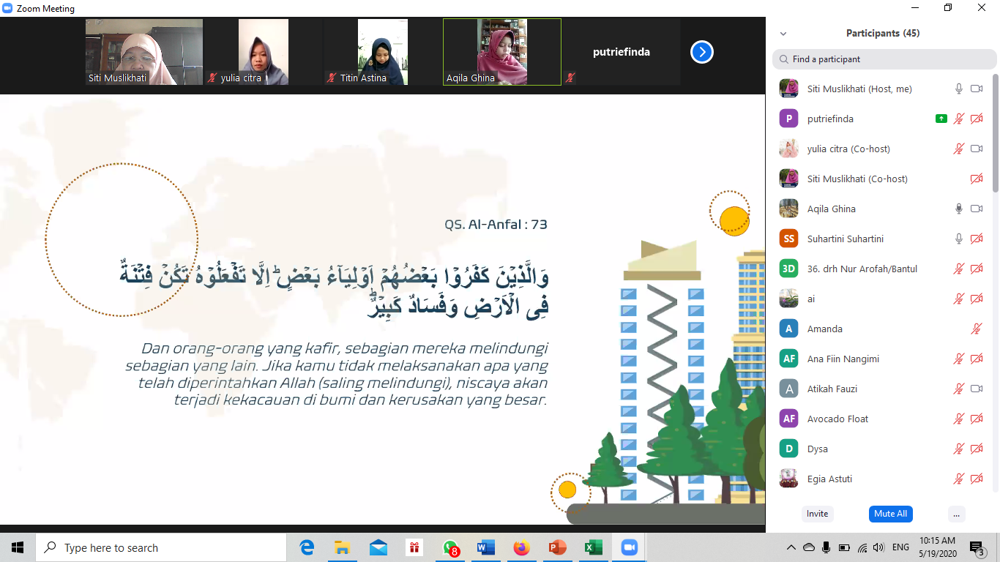 Zoom Meeting
Siti Muslikhati
yulia citra
Titin Astina
Aqila Ghina
putriefinda
QS. Al-Anfal : 73
وَالَّذِيْنَ كَفَرُوْا بَعْضُهُمْ اَوْلِيَاۤءُ بَعْضٍۗ اِلَّا تَفْعَلُوْهُ تَكُنْ فِتْنَةٌ
فِى الْاَرْضِ وَفَسَادٌ كَبِيْرٌۗ
Dan orang-orang yang kafir, sebagian mereka melindungi
sebagian yang lain. Jika kamu tidak melaksanakan apa yang
telah diperintahkan Allah (saling melindungi), niscaya akan
terjadi kekacauan di bumi dan kerusakan yang besar.
Participants (45)
Find a participant
Siti Muslikhati (Host, me)
P putriefinda
yulia citra (Co-host)
Siti Muslikhati (Co-host)
Aqila Ghina
SS Suhartini Suhartini
3D 36. drh Nur Arofah/Bantul
ai
A Amanda
AF Ana Fiin Nangimi
A Atikah Fauzi
AF Avocado Float
D Dysa
Egia Astuti
Invite Mute All ...
Type here to search
8
ENG
10:15 AM
5/19/2020
3